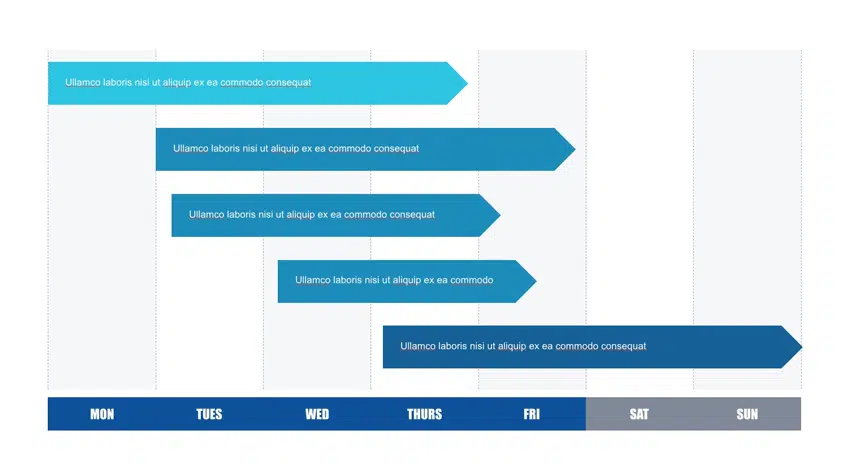 Ullamco laboris nisi ut aliquip ex ea commodo consequat
Ullamco laboris nisi ut aliquip ex ea commodo consequat
Ullamco laboris nisi ut aliquip ex ea commodo consequat
Ullamco laboris nisi ut aliquip ex ea commodo
Ullamco laboris nisi ut aliquip ex ea commodo consequat
MON TUES WED THURS FRI SAT SUN